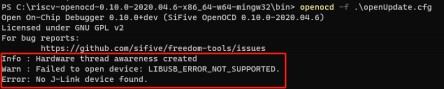 PS C:\riscv-openocd-0.10.0-2020.04.6-x86_64-w64-mingw32\bin> openocd -f .\openUpdate.cfg
Open On-Chip Debugger 0.10.0+dev (SiFive OpenOCD 0.10.0-2020.04.6)
Licensed under GNU GPL v2
For bug reports:
https://github.com/sifive/freedom-tools/issues
Info : Hardware thread awareness created
Warn : Failed to open device: LIBUSB_ERROR_NOT_SUPPORTED.
Error: No J-Link device found.